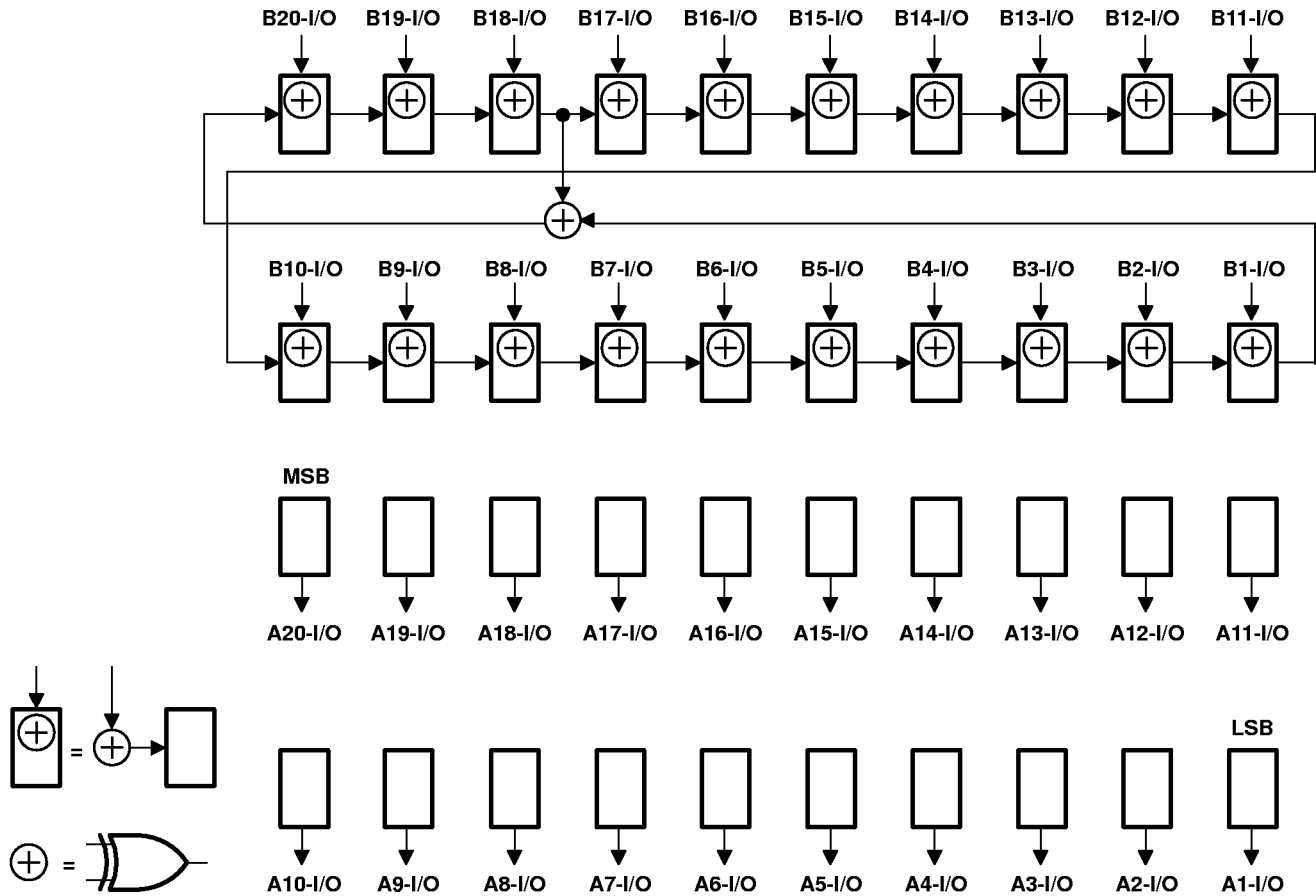 B20-I/O B19-I/O B18-I/O B17-I/O B16-I/O B15-I/O B14-I/O B13-I/O B12-I/O B11-I/O
B10-I/O B9-I/O B8-I/O B7-I/O B6-I/O B5-I/O B4-I/O B3-I/O B2-I/O B1-I/O
MSB
A20-I/O A19-I/O A18-I/O A17-I/O A16-I/O A15-I/O A14-I/O A13-I/O A12-I/O A11-I/O
LSB
=
=
A10-I/O A9-I/O A8-I/O A7-I/O A6-I/O A5-I/O A4-I/O A3-I/O A2-I/O A1-I/O